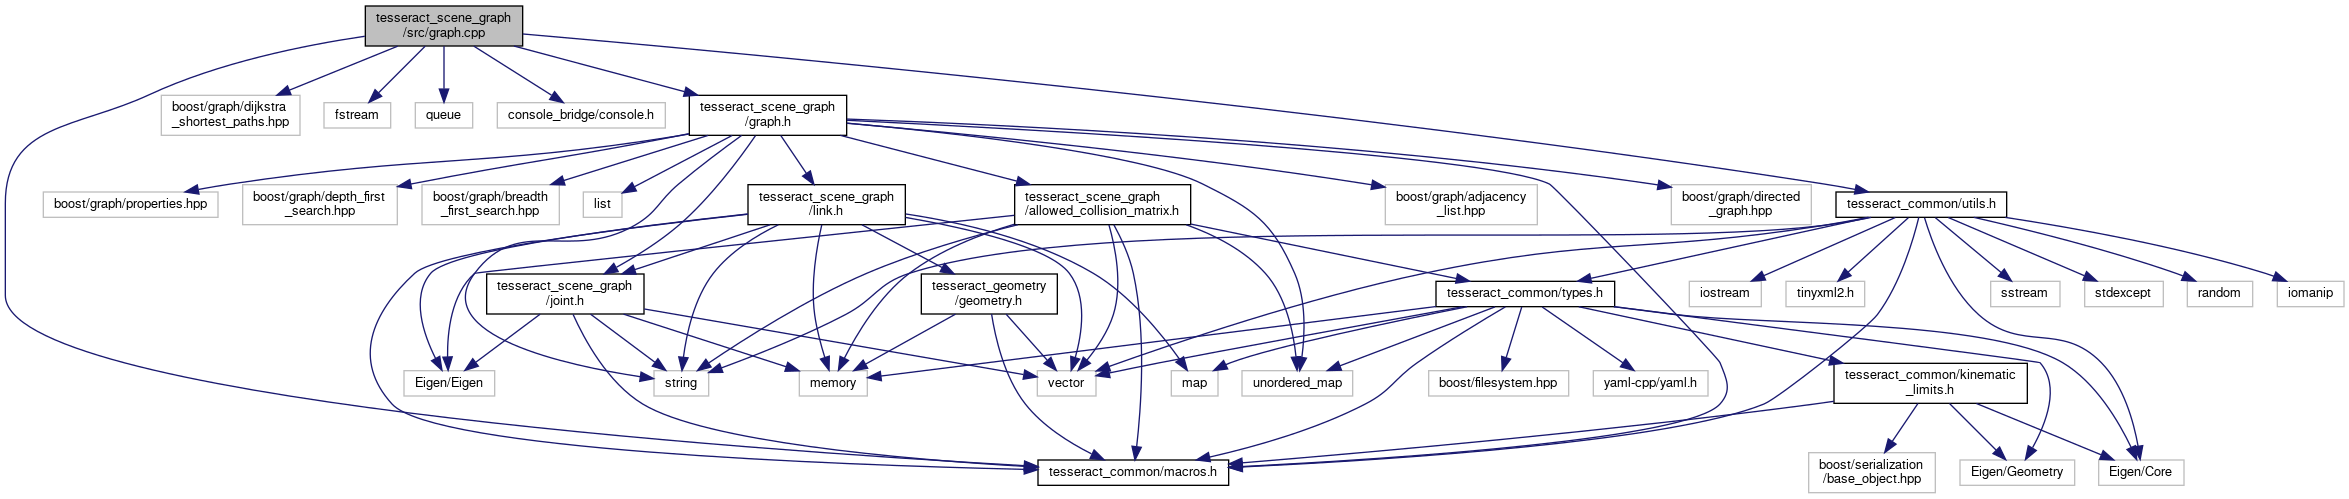 tesseract_scene_graph
/src/graph.cpp
boost/graph/dijkstra
_shortest_paths.hpp
fstream
queue
console_bridge/console.h
tesseract_scene_graph
/graph.h
boost/graph/properties.hpp
boost/graph/depth_first
_search.hpp
boost/graph/breadth
_first_search.hpp
list
tesseract_scene_graph
/link.h
tesseract_scene_graph
/allowed_collision_matrix.h
boost/graph/adjacency
_list.hpp
boost/graph/directed
_graph.hpp
tesseract_common/utils.h
tesseract_scene_graph
/joint.h
tesseract_geometry
/geometry.h
tesseract_common/types.h
iostream
tinyxml2.h
sstream
stdexcept
random
iomanip
Eigen/Eigen
string
memory
vector
map
unordered_map
boost/filesystem.hpp
yaml-cpp/yaml.h
tesseract_common/kinematic
_limits.h
tesseract_common/macros.h
boost/serialization
/base_object.hpp
Eigen/Geometry
Eigen/Core